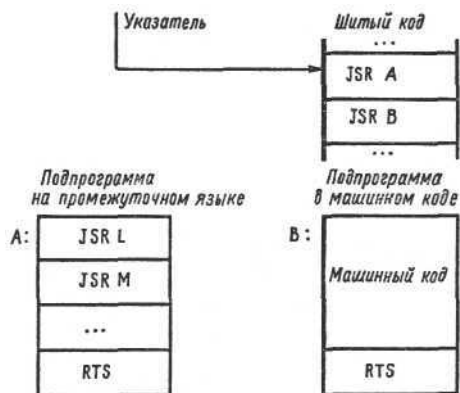 Указатель
Шитый код
...
JSR A
JSR B
...
Подпрограмма
на промежуточном языке
A:
JSR L
JSR M
...
RTS
Подпрограмма
в машинном коде
B:
Машинный код
RTS